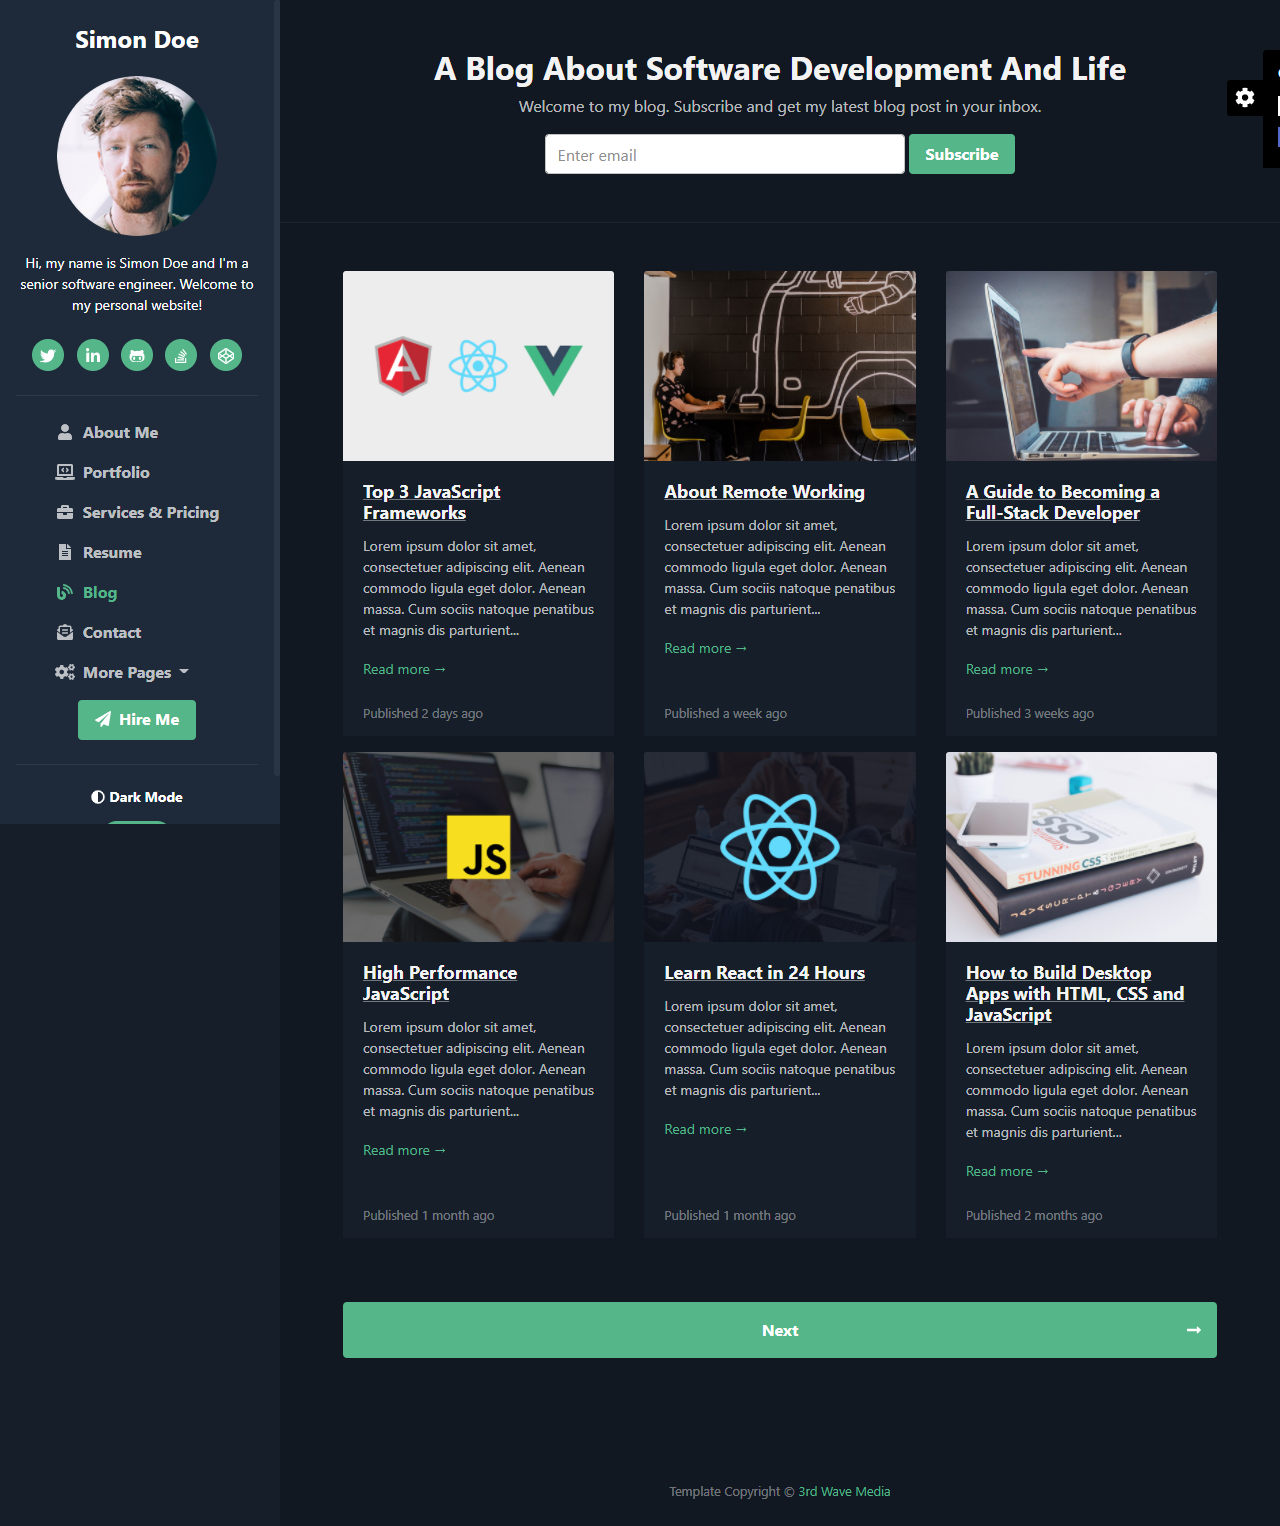 Simon Doe
Hi, my name is Simon Doe and I'm a
senior software engineer. Welcome to
my personal website!
About Me
Portfolio
Services & Pricing
Resume
Blog
Contact
More Pages
Hire Me
Dark Mode
A Blog About Software Development And Life
Welcome to my blog. Subscribe and get my latest blog post in your inbox.
Enter email
Subscribe
Top 3 JavaScript
Frameworks
Lorem ipsum dolor sit amet,
consectetuer adipiscing elit. Aenean
commodo ligula eget dolor. Aenean
massa. Cum sociis natoque penatibus
et magnis dis parturient...
Read more →
Published 2 days ago
About Remote Working
Lorem ipsum dolor sit amet,
consectetuer adipiscing elit. Aenean
commodo ligula eget dolor. Aenean
massa. Cum sociis natoque penatibus
et magnis dis parturient...
Read more →
Published a week ago
A Guide to Becoming a
Full-Stack Developer
Lorem ipsum dolor sit amet,
consectetuer adipiscing elit. Aenean
commodo ligula eget dolor. Aenean
massa. Cum sociis natoque penatibus
et magnis dis parturient...
Read more →
Published 3 weeks ago
JS
High Performance
JavaScript
Lorem ipsum dolor sit amet,
consectetuer adipiscing elit. Aenean
commodo ligula eget dolor. Aenean
massa. Cum sociis natoque penatibus
et magnis dis parturient...
Read more →
Published 1 month ago
Learn React in 24 Hours
Lorem ipsum dolor sit amet,
consectetuer adipiscing elit. Aenean
commodo ligula eget dolor. Aenean
massa. Cum sociis natoque penatibus
et magnis dis parturient...
Read more →
Published 1 month ago
CSS
STUNNING CSS
JAVASCRIPT & JQUERY
How to Build Desktop
Apps with HTML, CSS and
JavaScript
Lorem ipsum dolor sit amet,
consectetuer adipiscing elit. Aenean
commodo ligula eget dolor. Aenean
massa. Cum sociis natoque penatibus
et magnis dis parturient...
Read more →
Published 2 months ago
Next
Template Copyright © 3rd Wave Media